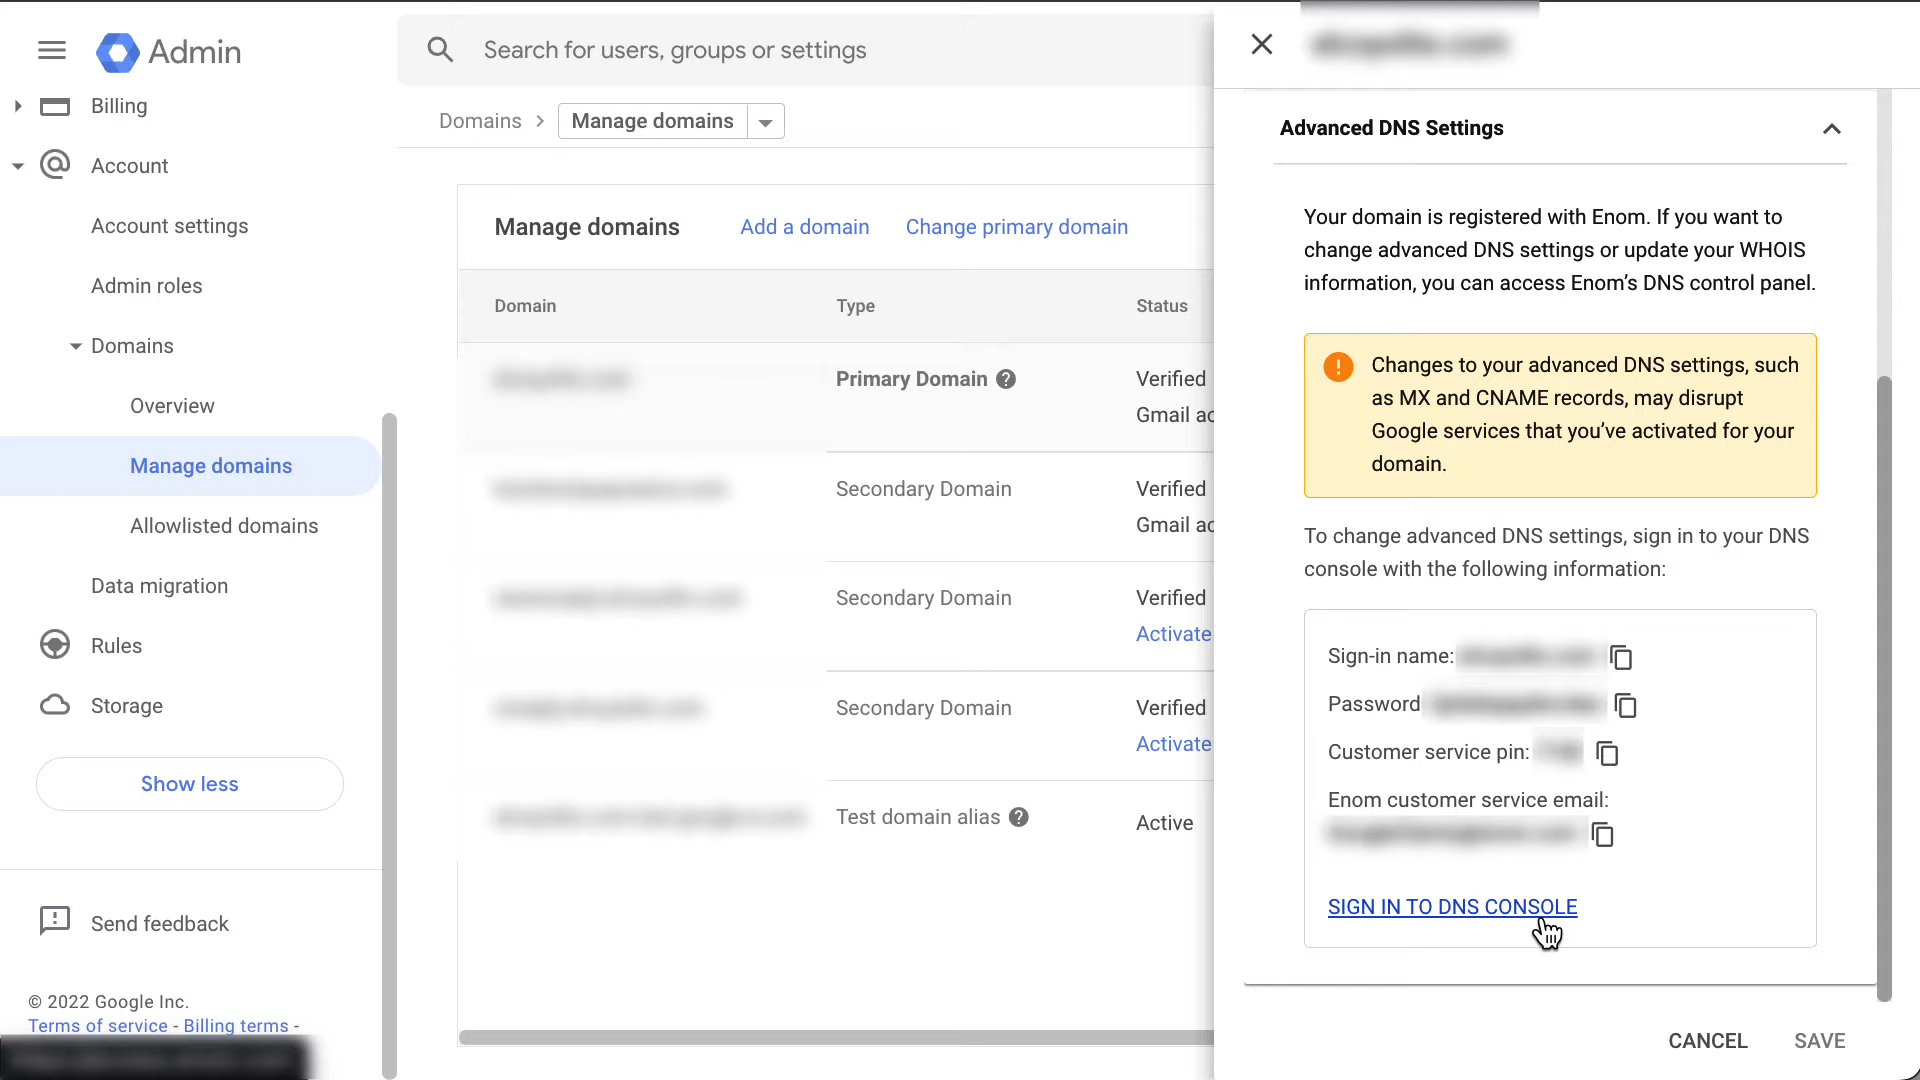 Admin
Search for users, groups or settings
Billing
Account
Account settings
Admin roles
Domains
Overview
Manage domains
Allowlisted domains
Data migration
Rules
Storage
Show less
Send feedback
© 2022 Google Inc.
Terms of service - Billing terms -
Domains > Manage domains
Manage domains Add a domain Change primary domain
Domain Type Status
Primary Domain Verified
Gmail ac
Secondary Domain Verified
Gmail ac
Secondary Domain Verified
Activate
Secondary Domain Verified
Activate
Test domain alias Active
Advanced DNS Settings
Your domain is registered with Enom. If you want to
change advanced DNS settings or update your WHOIS
information, you can access Enom’s DNS control panel.
Changes to your advanced DNS settings, such
as MX and CNAME records, may disrupt
Google services that you’ve activated for your
domain.
To change advanced DNS settings, sign in to your DNS
console with the following information:
Sign-in name:
Password
Customer service pin:
Enom customer service email:
SIGN IN TO DNS CONSOLE
CANCEL SAVE